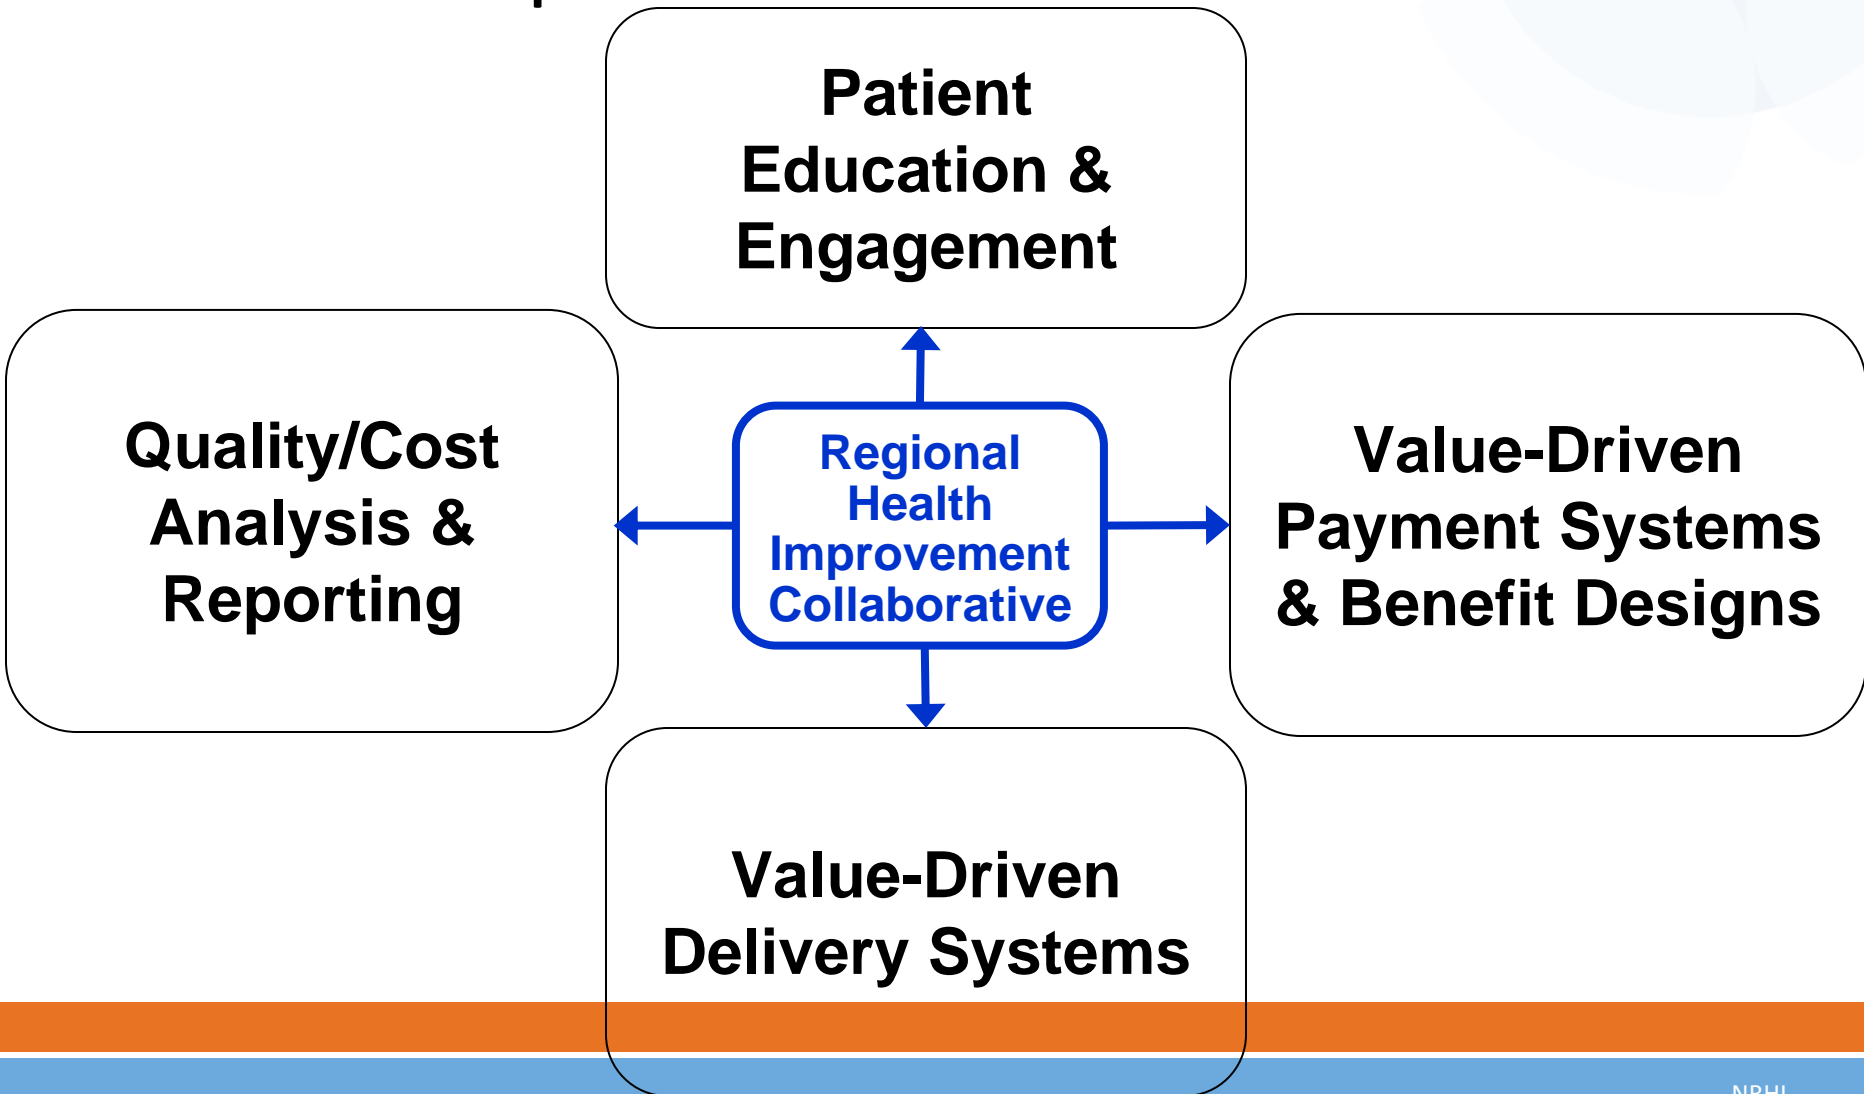 Patient
Education &
Engagement
Quality/Cost
Analysis &
Reporting
Regional
Health
Improvement
Collaborative
Value-Driven
Payment Systems
& Benefit Designs
Value-Driven
Delivery Systems
NRHI